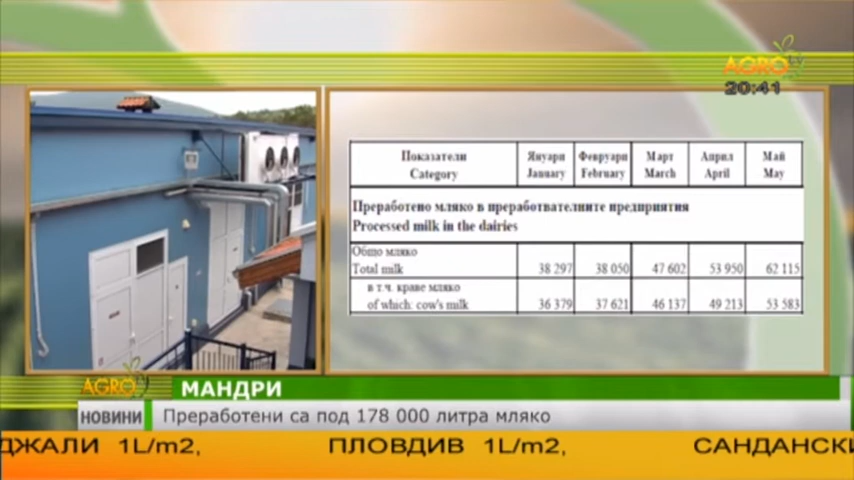 AGRO tv
20:41
Показатели Януари Февруари Март Април Май
Category January February March April May
Преработено мляко в преработвателните предприятия
Processed milk in the dairies
Общо мляко
Total milk 38 297 38 050 47 602 53 950 62 115
в т.ч. краве мляко
of which: cow's milk 36 379 37 621 46 137 49 213 53 583
AGRO tv МАНДРИ
НОВИНИ Преработени са под 178 000 литра мляко
ДЖАЛИ 1L/m2, ПЛОВДИВ 1L/m2, САНДАНСКИ